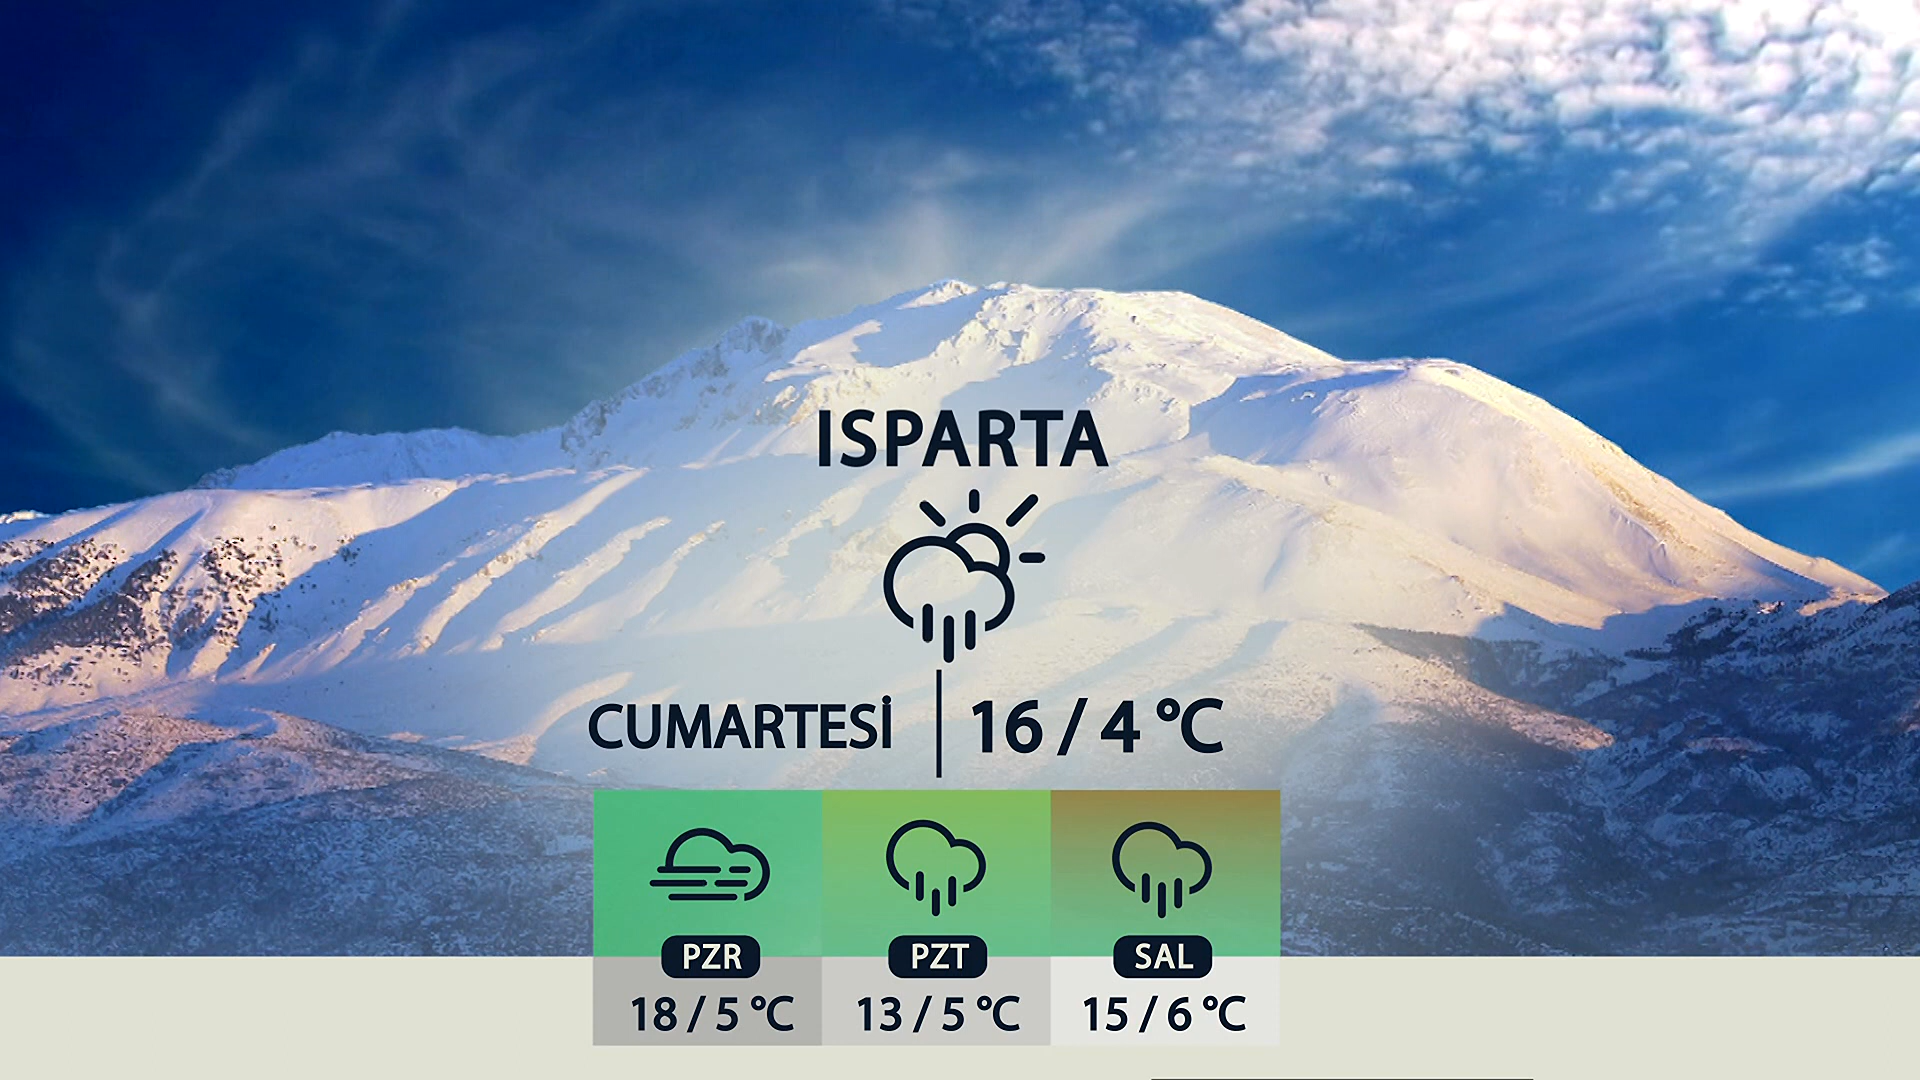 ISPARTA
CUMARTESİ 16 / 4 °C
PZR PZT SAL
18 / 5 °C 13 / 5 °C 15 / 6 °C